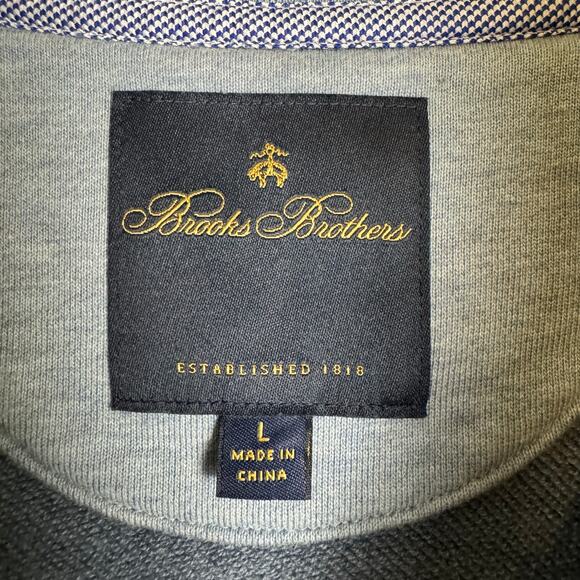 Brooks Brothers
ESTABLISHED 1818
L
MADE IN
CHINA